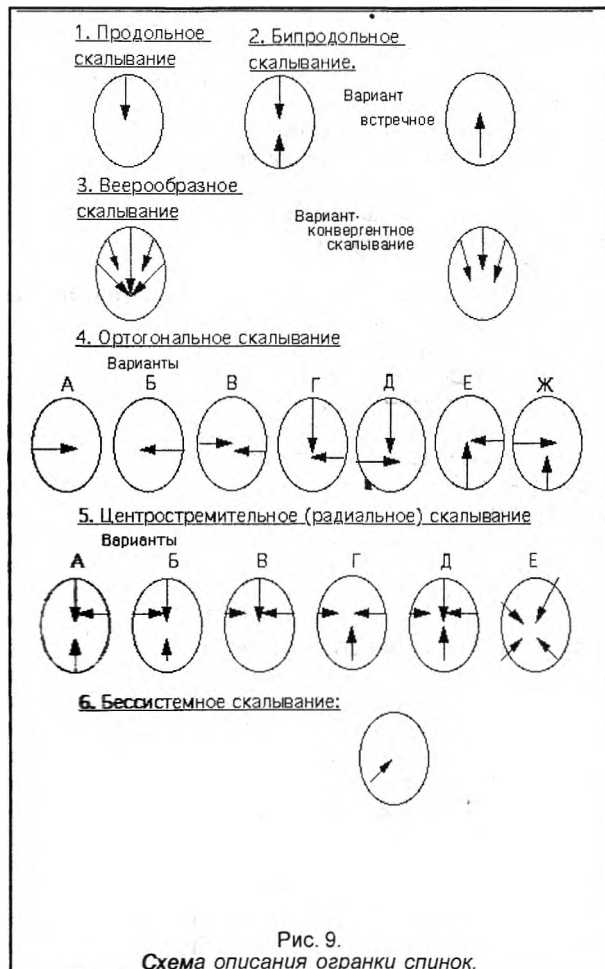 1. Продольное
скалывание
2. Бипродольное
скалывание.
Вариант
встречное
3. Веерообразное
скалывание
Вариант-
конвергентное
скалывание
4. Ортогональное скалывание
Варианты
А Б В Г Д Е Ж
5. Центростремительное (радиальное) скалывание
Варианты
А Б В Г Д Е
6. Бессистемное скалывание:
Рис. 9.
Схема описания огранки спинок.